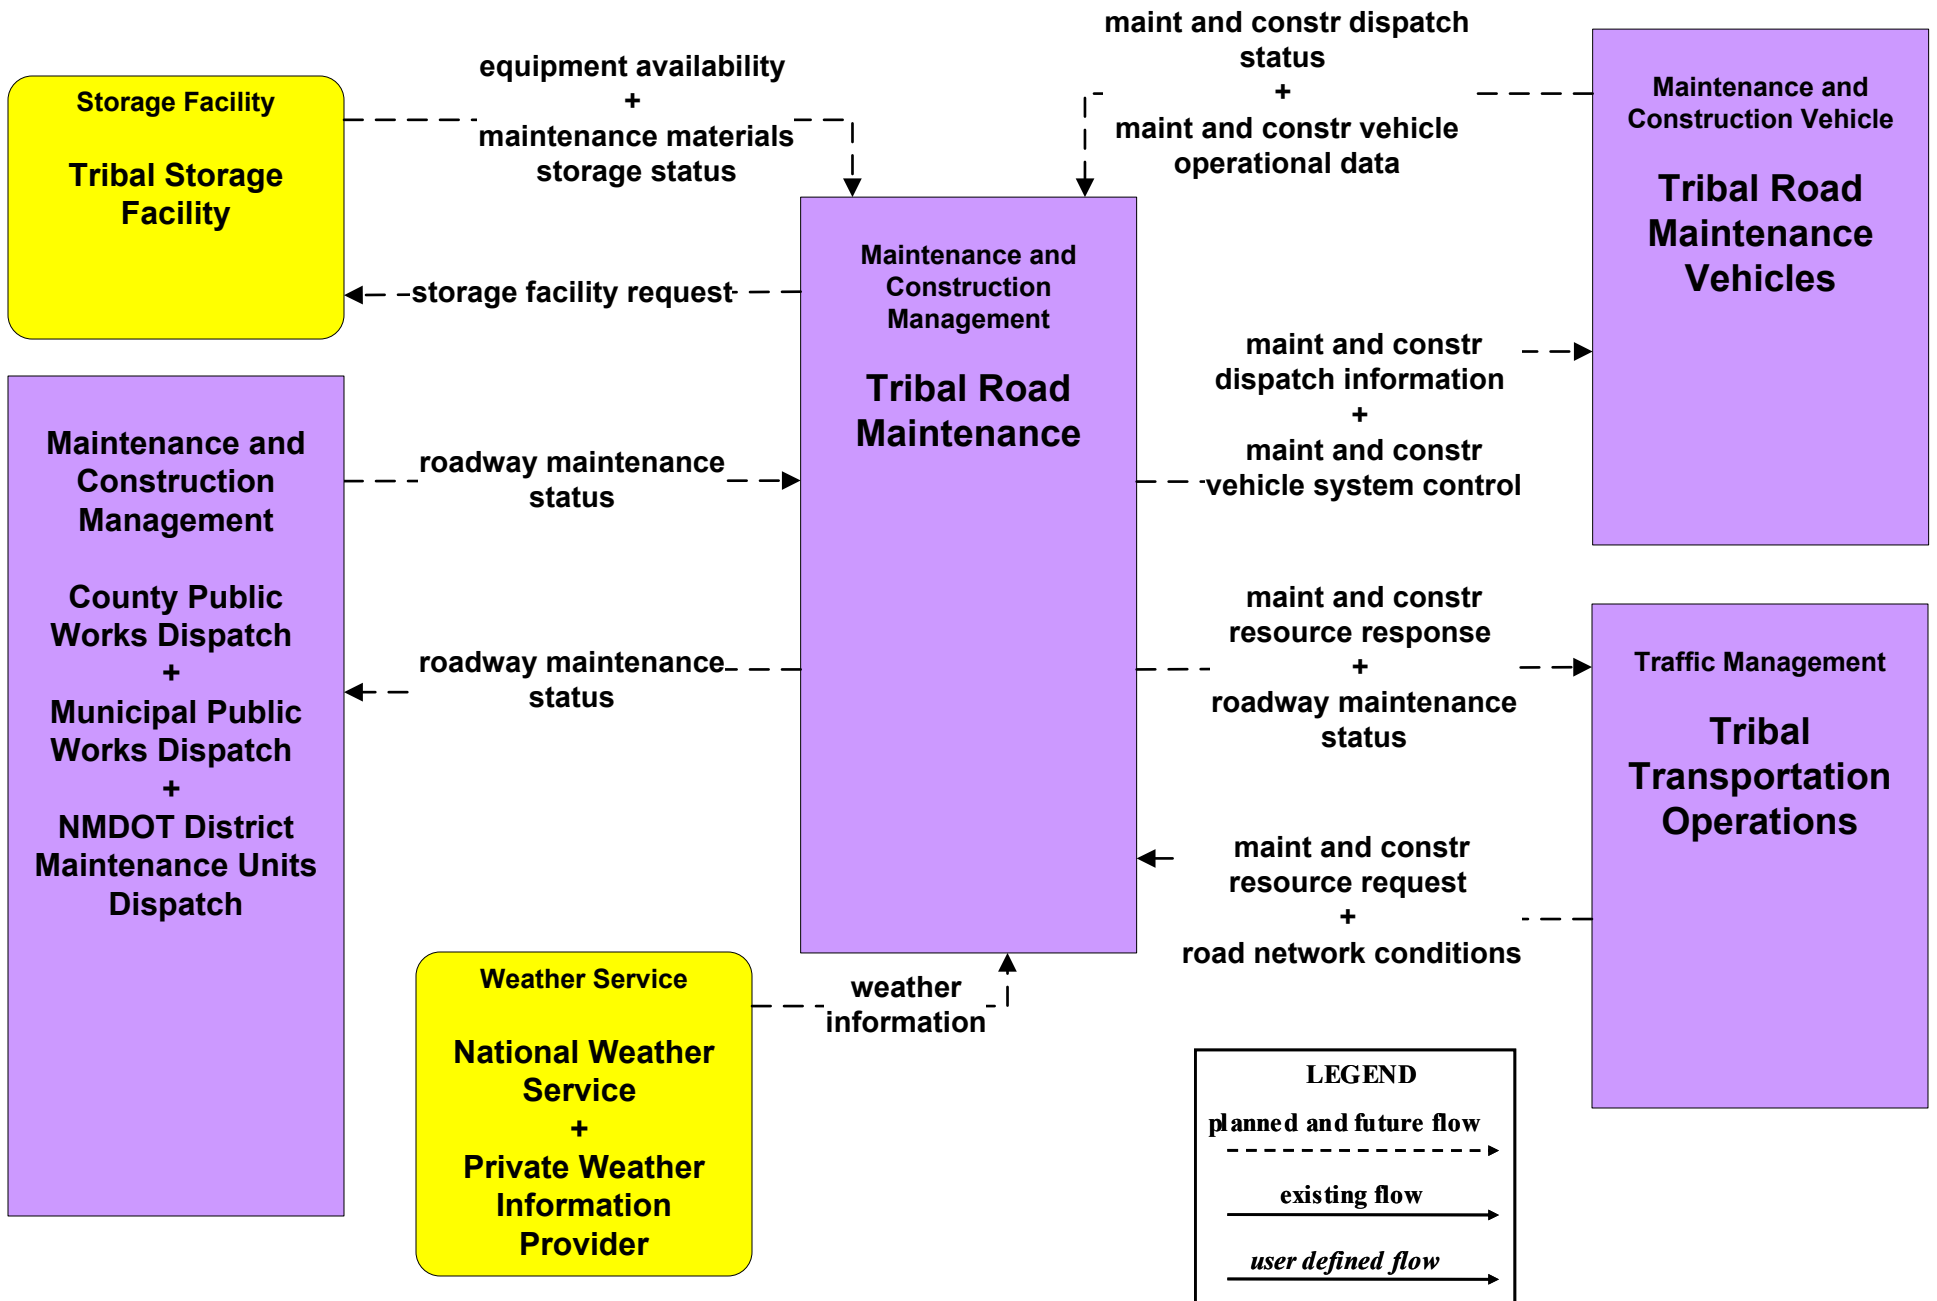 Storage Facility
Tribal Storage
Facility
equipment availability
+
maintenance materials
storage status
storage facility request
maint and constr dispatch
status
+
maint and constr vehicle
operational data
Maintenance and
Construction Vehicle
Tribal Road
Maintenance
Vehicles
Maintenance and
Construction
Management
Tribal Road
Maintenance
maint and constr
dispatch information
+
maint and constr
vehicle system control
Maintenance and
Construction
Management
County Public
Works Dispatch
+
Municipal Public
Works Dispatch
+
NMDOT District
Maintenance Units
Dispatch
roadway maintenance
status
roadway maintenance
status
maint and constr
resource response
+
roadway maintenance
status
Traffic Management
Tribal
Transportation
Operations
maint and constr
resource request
+
road network conditions
Weather Service
National Weather
Service
+
Private Weather
Information
Provider
weather
information
LEGEND
planned and future flow
existing flow
user defined flow